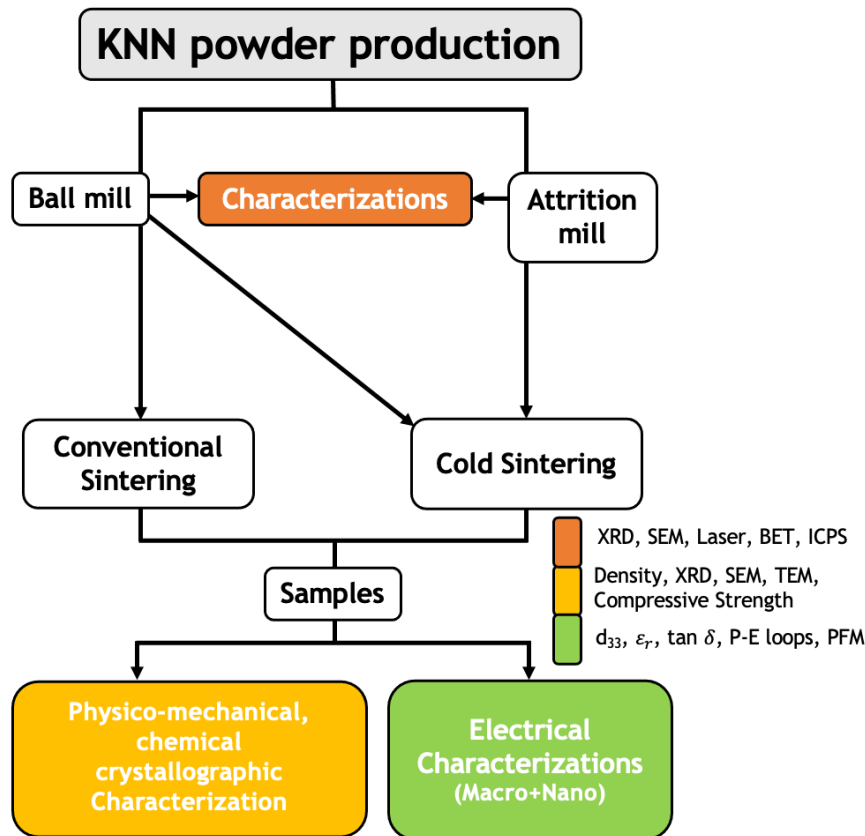 KNN powder production
Ball mill
Characterizations
Attrition
mill
Conventional
Sintering
Cold Sintering
XRD, SEM, Laser, BET, ICPS
Density, XRD, SEM, TEM,
Compressive Strength
d₃₃, εᵣ, tan δ, P-E loops, PFM
Samples
Physico-mechanical,
chemical
crystallographic
Characterization
Electrical
Characterizations
(Macro+Nano)